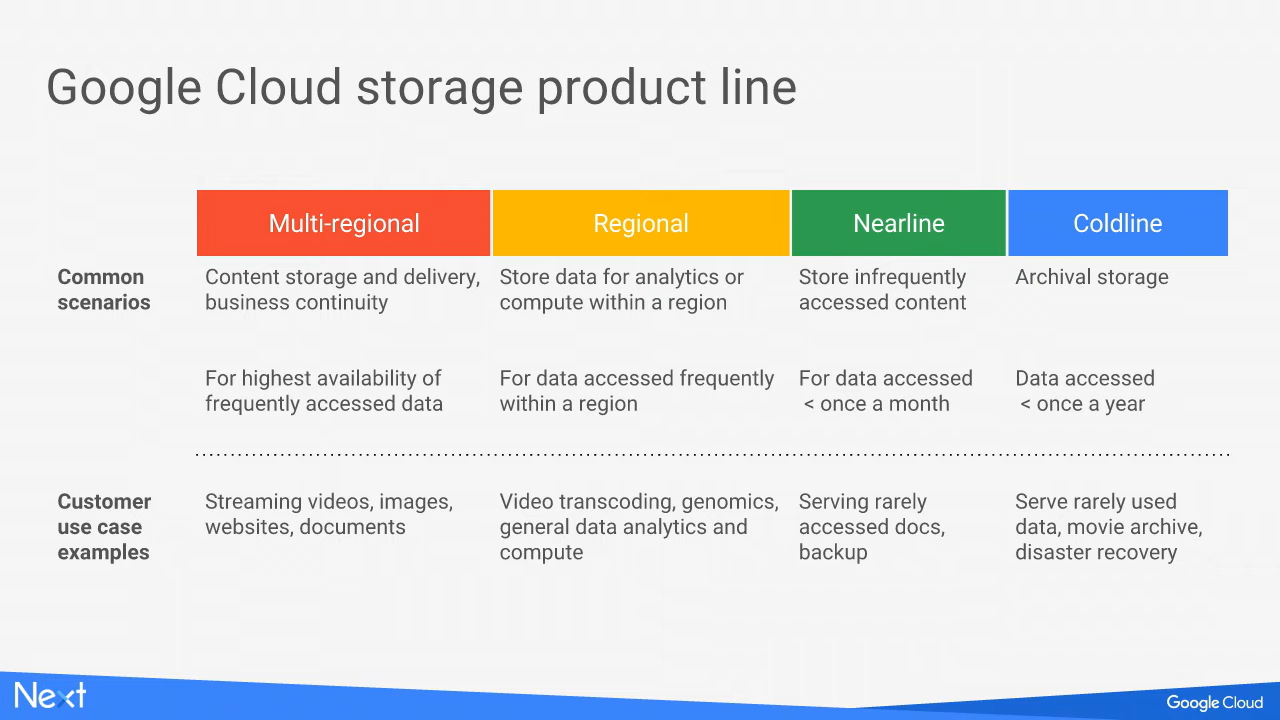 Google Cloud storage product line
Multi-regional
Regional
Nearline
Coldline
Common
scenarios
Content storage and delivery,
business continuity
Store data for analytics or
compute within a region
Store infrequently
accessed content
Archival storage
For highest availability of
frequently accessed data
For data accessed frequently
within a region
For data accessed
< once a month
Data accessed
< once a year
Customer
use case
examples
Streaming videos, images,
websites, documents
Video transcoding, genomics,
general data analytics and
compute
Serving rarely
accessed docs,
backup
Serve rarely used
data, movie archive,
disaster recovery
Next
Google Cloud